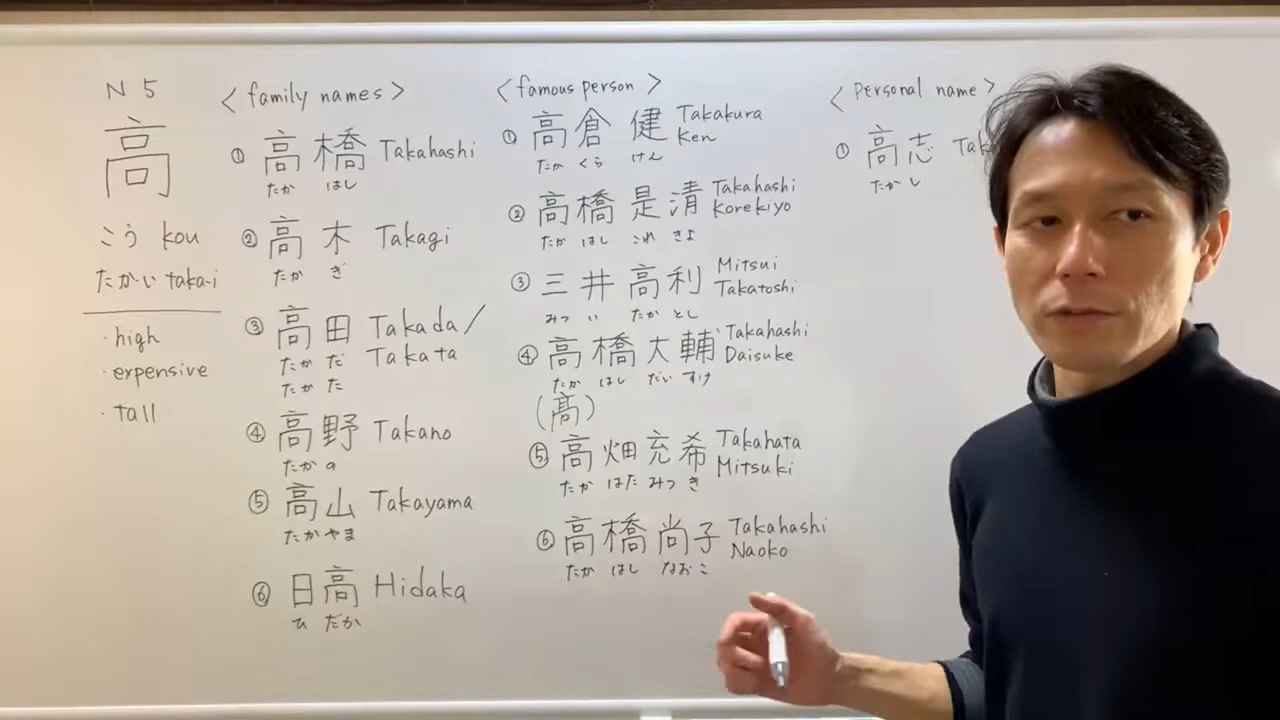 N5
高
こう kou
たかい taka-i
・high
・expensive
・tall
<family names>
① 高橋 Takahashi
たか はし
② 高木 Takagi
たか ぎ
③ 高田 Takada/
たか だ Takata
たか た
④ 高野 Takano
たか の
⑤ 高山 Takayama
たか やま
⑥ 日高 Hidaka
ひ だか
<famous person>
① 高倉 健 Takakura
Ken
たか くら けん
② 高橋 是清 Takahashi
Korekiyo
たか はし これ きよ
③ 三井 高利 Mitsui
Takatoshi
みつ い たか とし
④ 高橋 大輔 Takahashi
Daisuke
たか はし だい すけ
(髙)
⑤ 高畑 充希 Takahata
Mitsuki
たか はた みつ き
⑥ 高橋 尚子 Takahashi
Naoko
たか はし なお こ
<Personal name>
① 高志
たか し